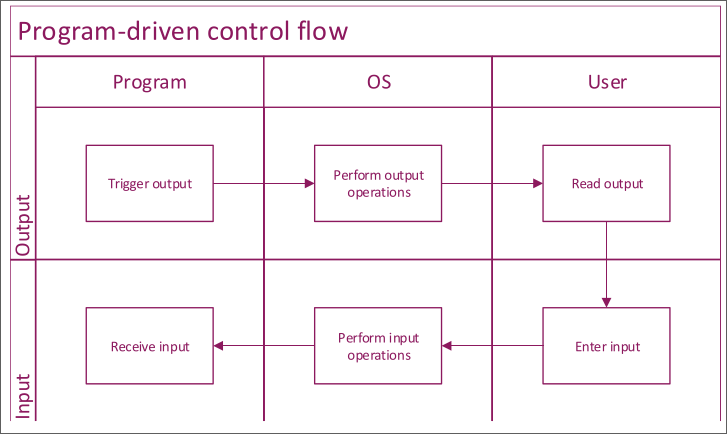 Program-driven control flow
Program
OS
User
Output
Trigger output
Perform output
operations
Read output
Input
Receive input
Perform input
operations
Enter input